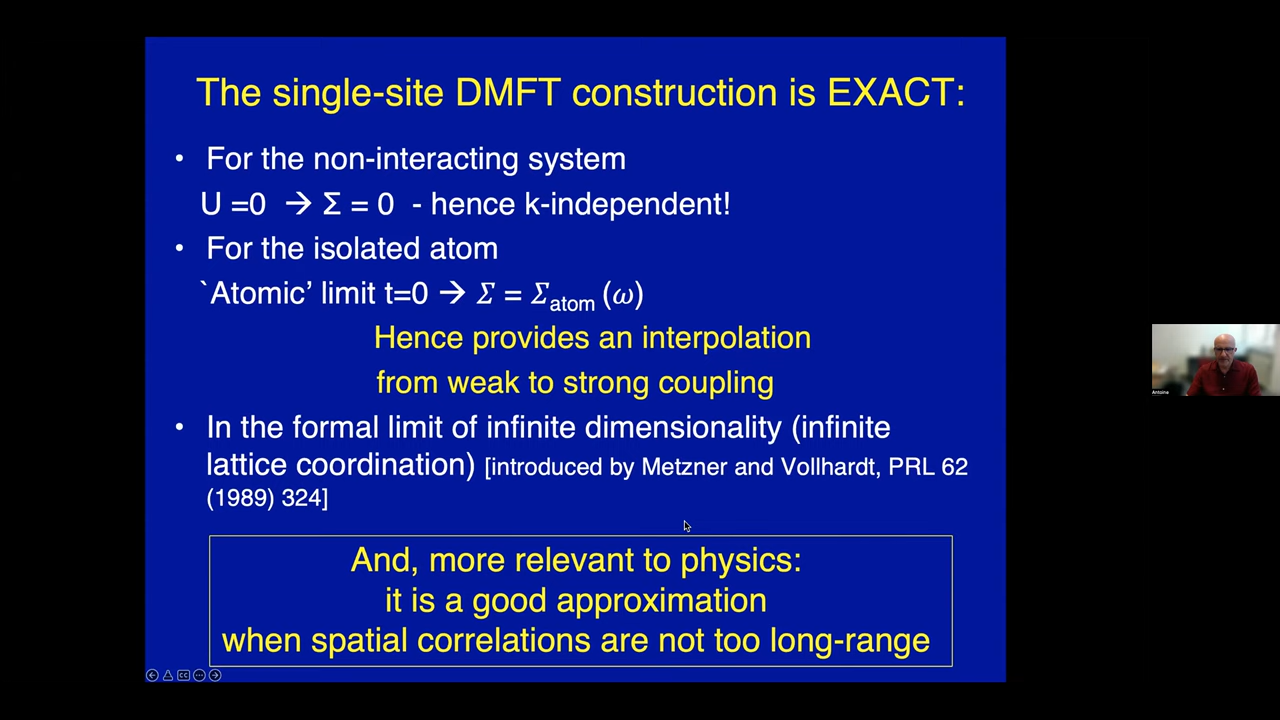 The single-site DMFT construction is EXACT:
• For the non-interacting system
U =0 → Σ = 0 - hence k-independent!
• For the isolated atom
`Atomic’ limit t=0 → 𝛴 = 𝛴atom (𝜔)
Hence provides an interpolation
from weak to strong coupling
• In the formal limit of infinite dimensionality (infinite
lattice coordination) [introduced by Metzner and Vollhardt, PRL 62
(1989) 324]
And, more relevant to physics:
it is a good approximation
when spatial correlations are not too long-range
Antoine